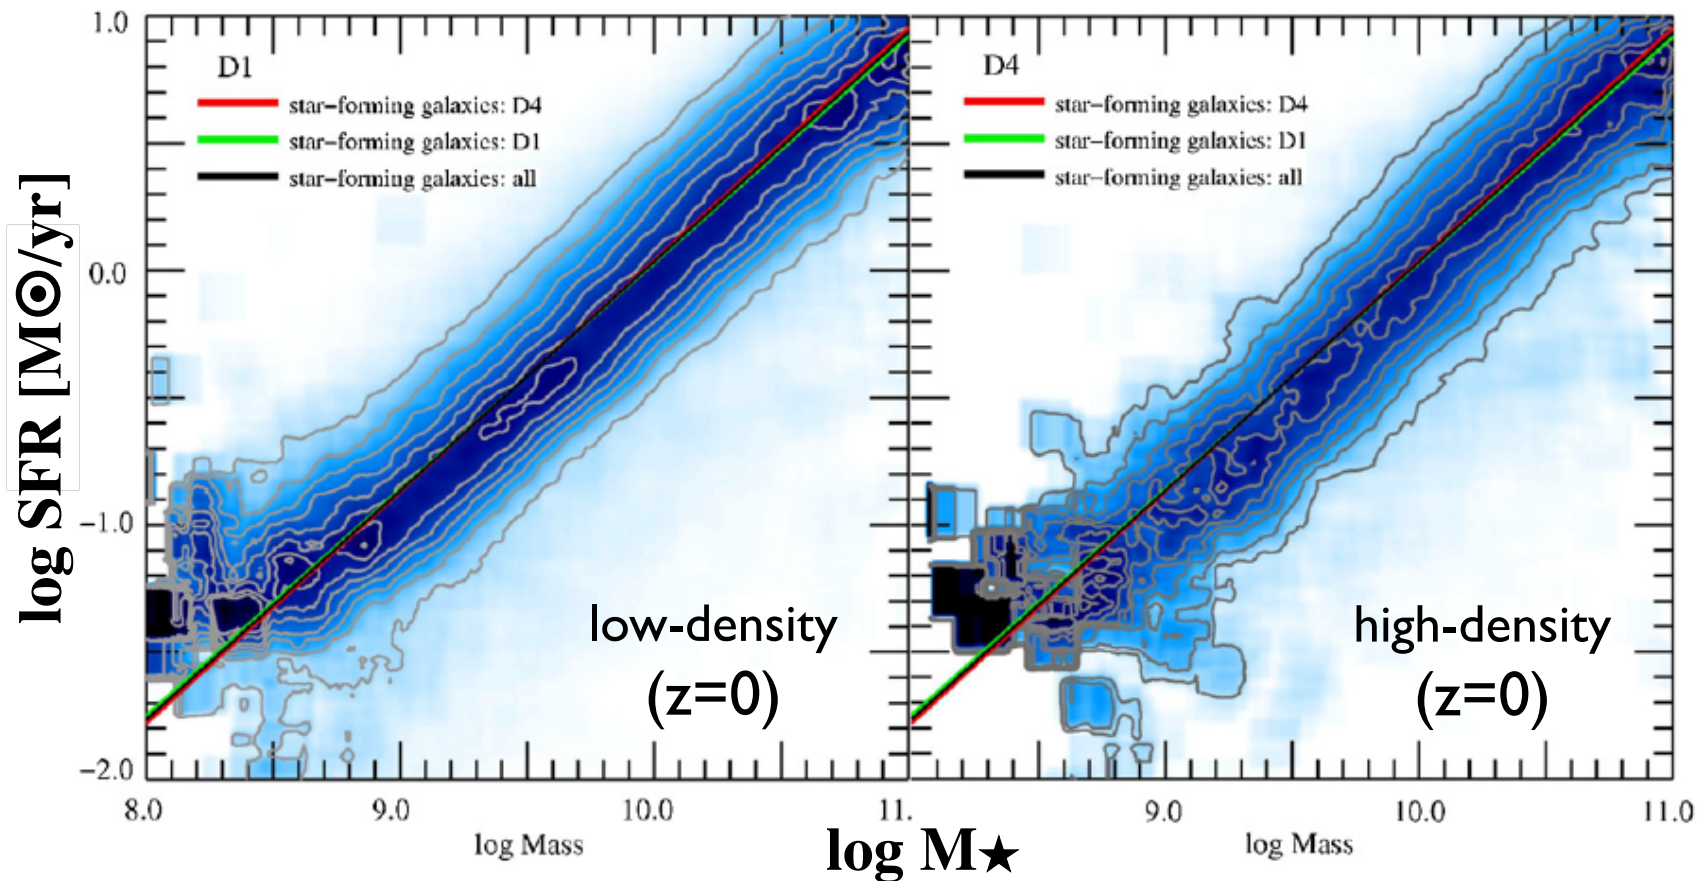 1.0
0.0
−1.0
−2.0
log SFR [M⊙/yr]
D1
star−forming galaxies: D4
star−forming galaxies: D1
star−forming galaxies: all
low-density
(z=0)
8.0 9.0 10.0 11.
log Mass
D4
star−forming galaxies: D4
star−forming galaxies: D1
star−forming galaxies: all
high-density
(z=0)
9.0 10.0 11.0
log Mass
log M★